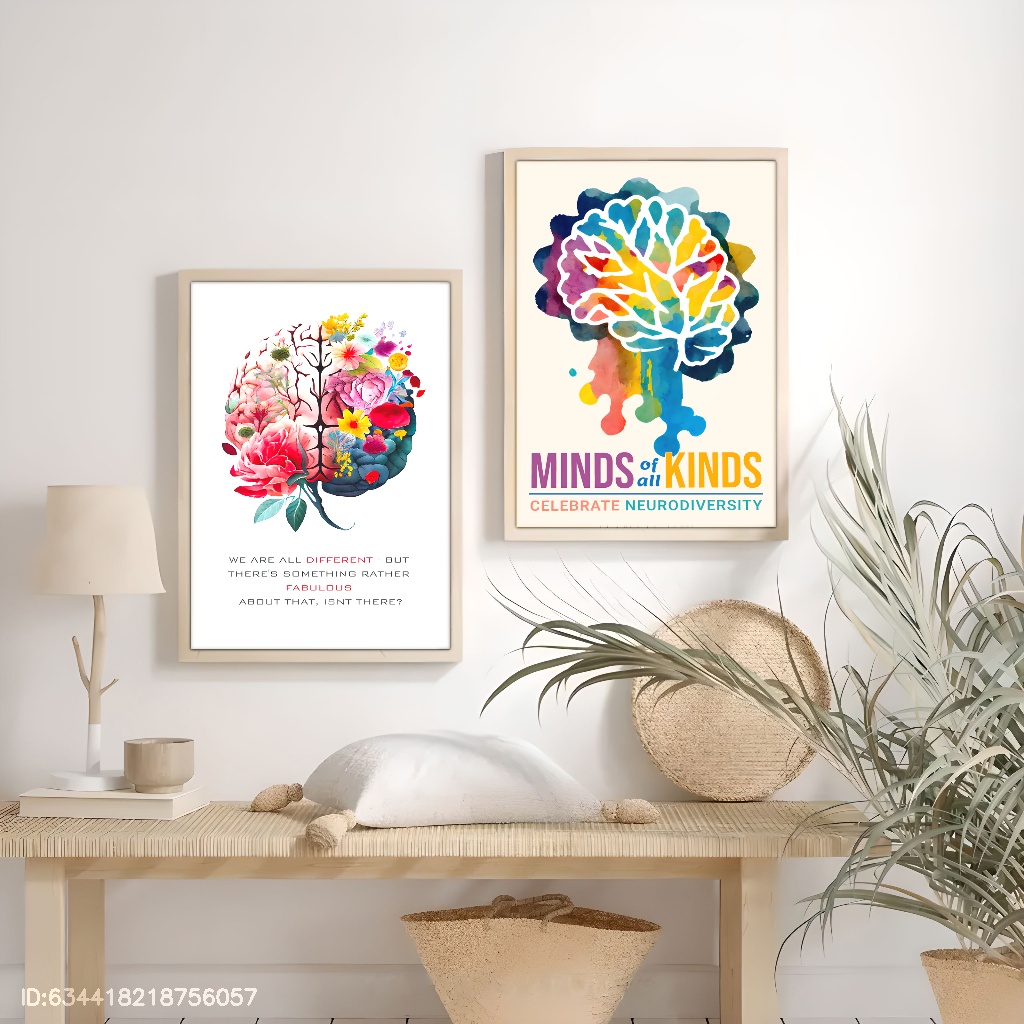 WE ARE ALL DIFFERENT OUT
THERE'S SOMETHING RATHER
FABULOUS
ABOUT THAT, ISNT THERE?
MINDS of all KINDS
CELEBRATE NEURODIVERSITY
ID:634418218756057